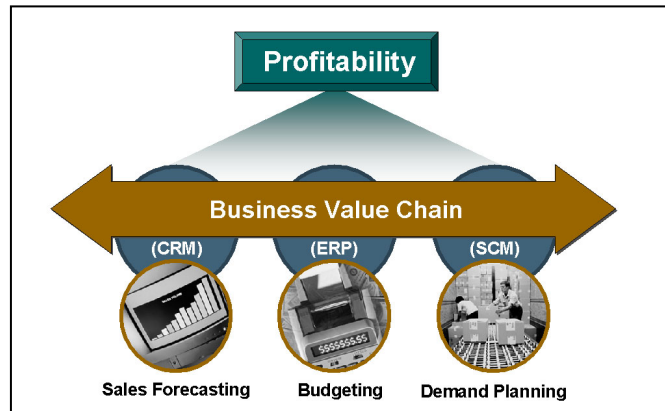 Profitability
Business Value Chain
(CRM) (ERP) (SCM)
$$$$$$$.$$
Sales Forecasting Budgeting Demand Planning